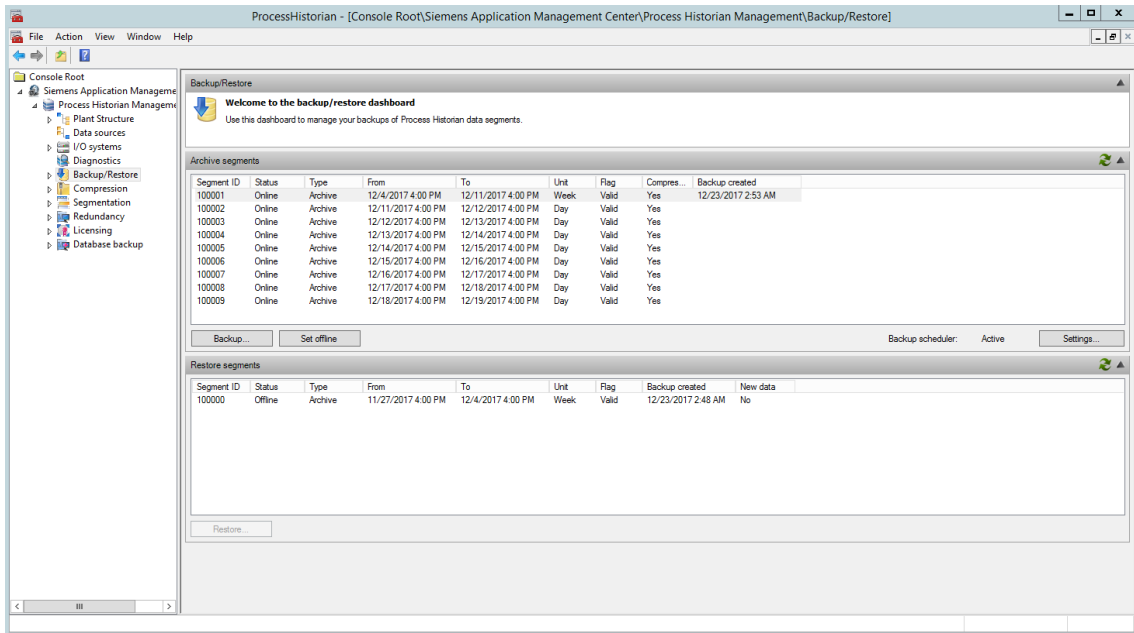 ProcessHistorian - [Console Root\Siemens Application Management Center\Process Historian Management\Backup/Restore]
File Action View Window Help
Console Root
Siemens Application Manageme
Process Historian Manageme
Plant Structure
Data sources
I/O systems
Diagnostics
Backup/Restore
Compression
Segmentation
Redundancy
Licensing
Database backup
Backup/Restore
Welcome to the backup/restore dashboard
Use this dashboard to manage your backups of Process Historian data segments.
Archive segments
Segment ID Status Type From To Unit Flag Compres... Backup created
100001 Online Archive 12/4/2017 4:00 PM 12/11/2017 4:00 PM Week Valid Yes 12/23/2017 2:53 AM
100002 Online Archive 12/11/2017 4:00 PM 12/12/2017 4:00 PM Day Valid Yes
100003 Online Archive 12/12/2017 4:00 PM 12/13/2017 4:00 PM Day Valid Yes
100004 Online Archive 12/13/2017 4:00 PM 12/14/2017 4:00 PM Day Valid Yes
100005 Online Archive 12/14/2017 4:00 PM 12/15/2017 4:00 PM Day Valid Yes
100006 Online Archive 12/15/2017 4:00 PM 12/16/2017 4:00 PM Day Valid Yes
100007 Online Archive 12/16/2017 4:00 PM 12/17/2017 4:00 PM Day Valid Yes
100008 Online Archive 12/17/2017 4:00 PM 12/18/2017 4:00 PM Day Valid Yes
100009 Online Archive 12/18/2017 4:00 PM 12/19/2017 4:00 PM Day Valid Yes
Backup... Set offline Backup scheduler: Active Settings...
Restore segments
Segment ID Status Type From To Unit Flag Backup created New data
100000 Offline Archive 11/27/2017 4:00 PM 12/4/2017 4:00 PM Week Valid 12/23/2017 2:48 AM No
Restore...